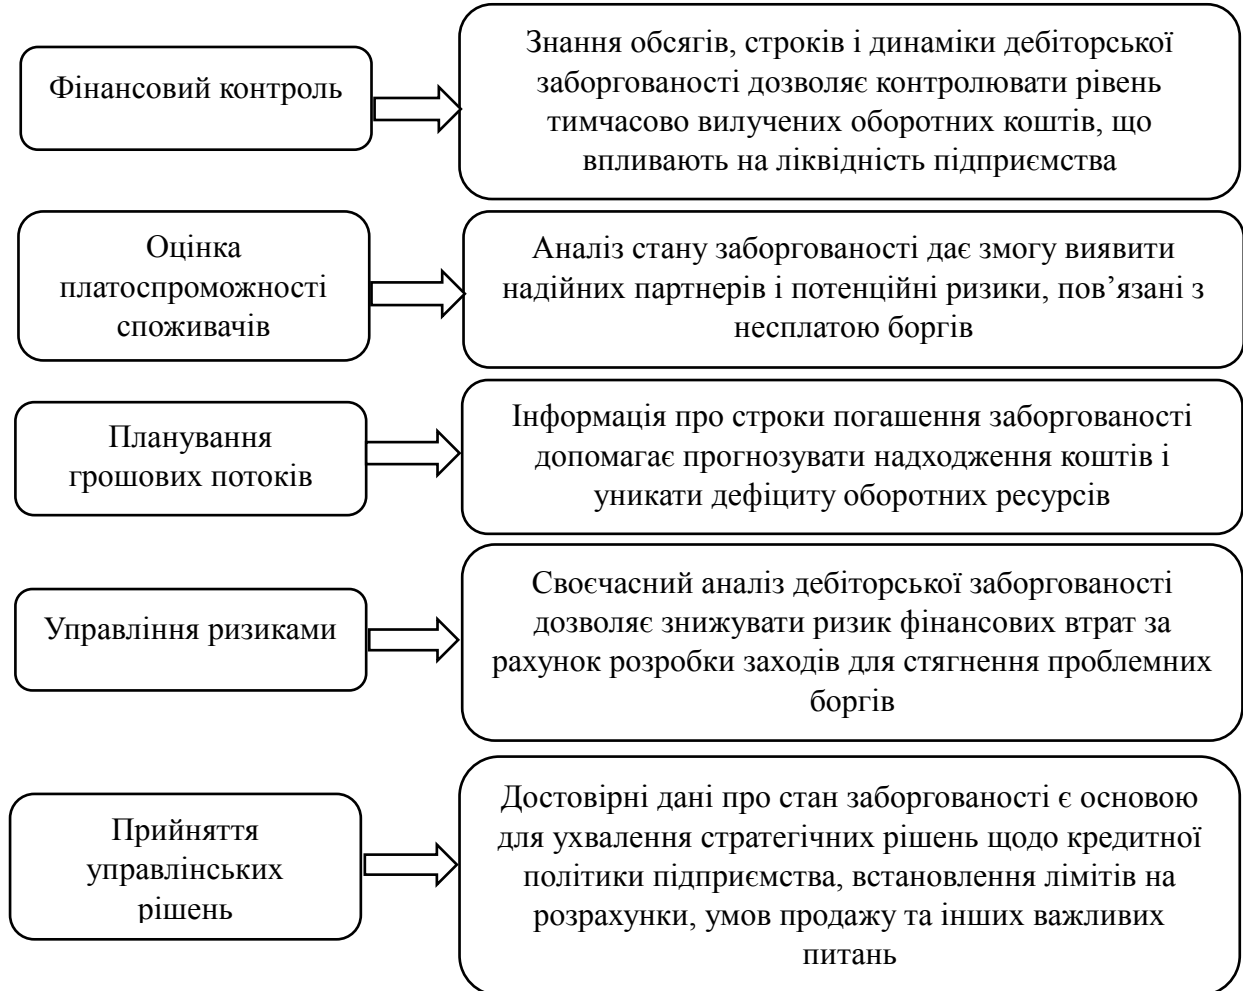 Фінансовий контроль
Знання обсягів, строків і динаміки дебіторської
заборгованості дозволяє контролювати рівень
тимчасово вилучених оборотних коштів, що
впливають на ліквідність підприємства
Оцінка
платоспроможності
споживачів
Аналіз стану заборгованості дає змогу виявити
надійних партнерів і потенційні ризики, пов’язані з
несплатою боргів
Планування
грошових потоків
Інформація про строки погашення заборгованості
допомагає прогнозувати надходження коштів і
уникати дефіциту оборотних ресурсів
Управління ризиками
Своєчасний аналіз дебіторської заборгованості
дозволяє знижувати ризик фінансових втрат за
рахунок розробки заходів для стягнення проблемних
боргів
Прийняття
управлінських
рішень
Достовірні дані про стан заборгованості є основою
для ухвалення стратегічних рішень щодо кредитної
політики підприємства, встановлення лімітів на
розрахунки, умов продажу та інших важливих
питань